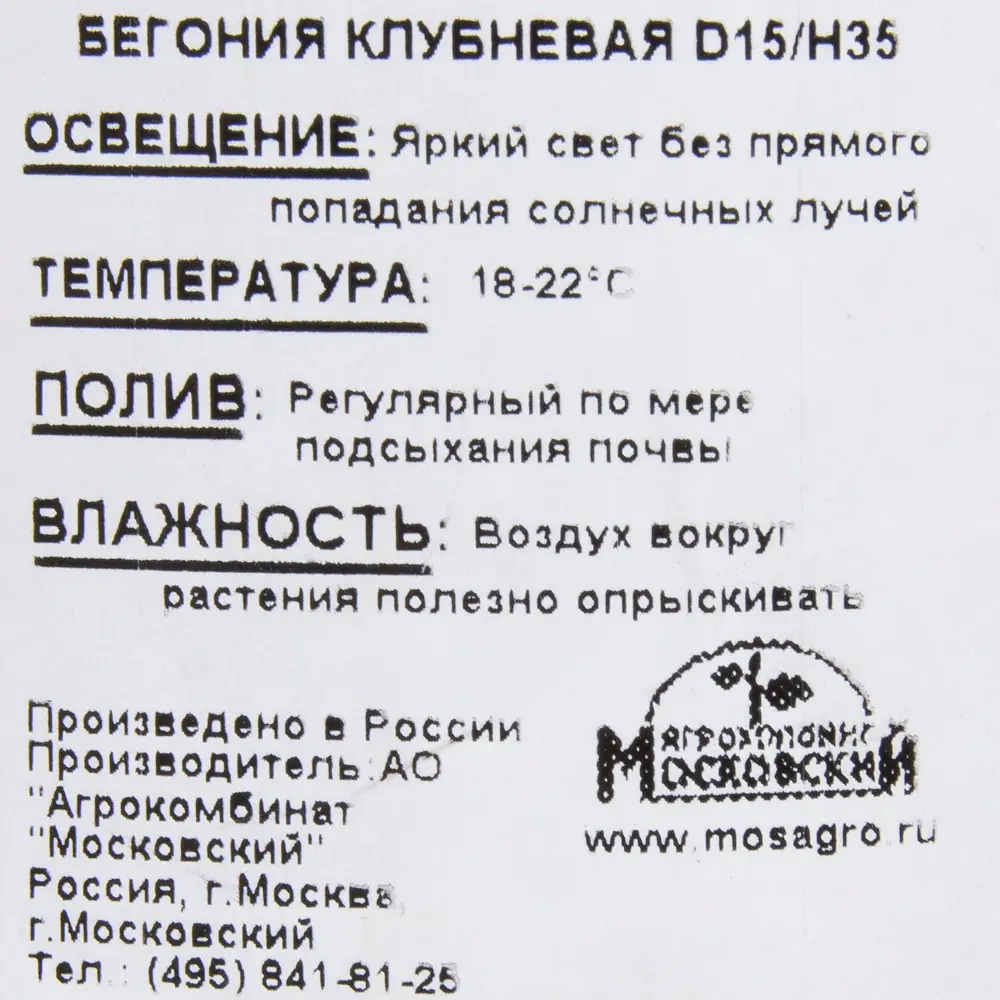 БЕГОНИЯ КЛУБНЕВАЯ D15/H35
ОСВЕЩЕНИЕ: Яркий свет без прямого
попадания солнечных лучей
ТЕМПЕРАТУРА: 18-22°C
ПОЛИВ: Регулярный по мере
подсыхания почвы
ВЛАЖНОСТЬ: Воздух вокруг
растения полезно опрыскивать
Произведено в России
Производитель:АО
"Агрокомбинат
"Московский"
Россия, г.Москва,
г.Московский
Тел.: (495) 841-81-25
МОСКОВСКИЙ
www.mosagro.ru